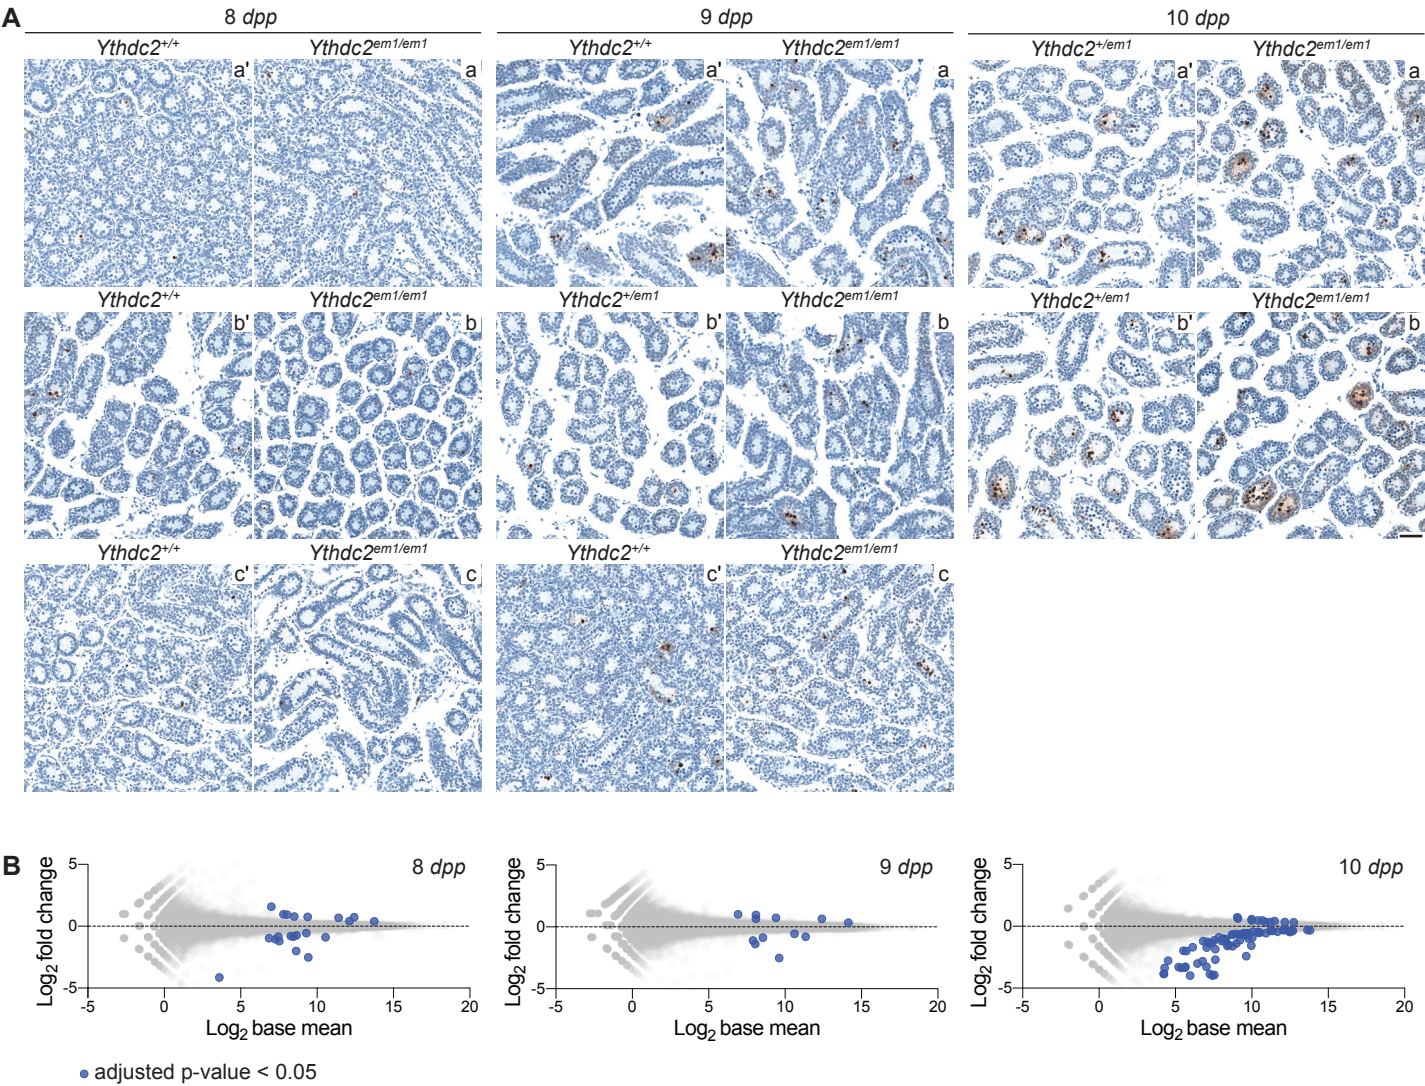 A
8 dpp
9 dpp
10 dpp
Ythdc2+/+
Ythdc2em1/em1
Ythdc2+/+
Ythdc2em1/em1
Ythdc2+/em1
Ythdc2em1/em1
a'
a
a'
a
a'
a
Ythdc2+/+
Ythdc2em1/em1
Ythdc2+/em1
Ythdc2em1/em1
Ythdc2+/em1
Ythdc2em1/em1
b'
b
b'
b
b'
b
Ythdc2+/+
Ythdc2em1/em1
Ythdc2+/+
Ythdc2em1/em1
c'
c
c'
c
B
Log2 fold change
5
0
-5
8 dpp
-5 0 5 10 15 20
Log2 base mean
Log2 fold change
5
0
-5
9 dpp
-5 0 5 10 15 20
Log2 base mean
Log2 fold change
5
0
-5
10 dpp
-5 0 5 10 15 20
Log2 base mean
adjusted p-value < 0.05